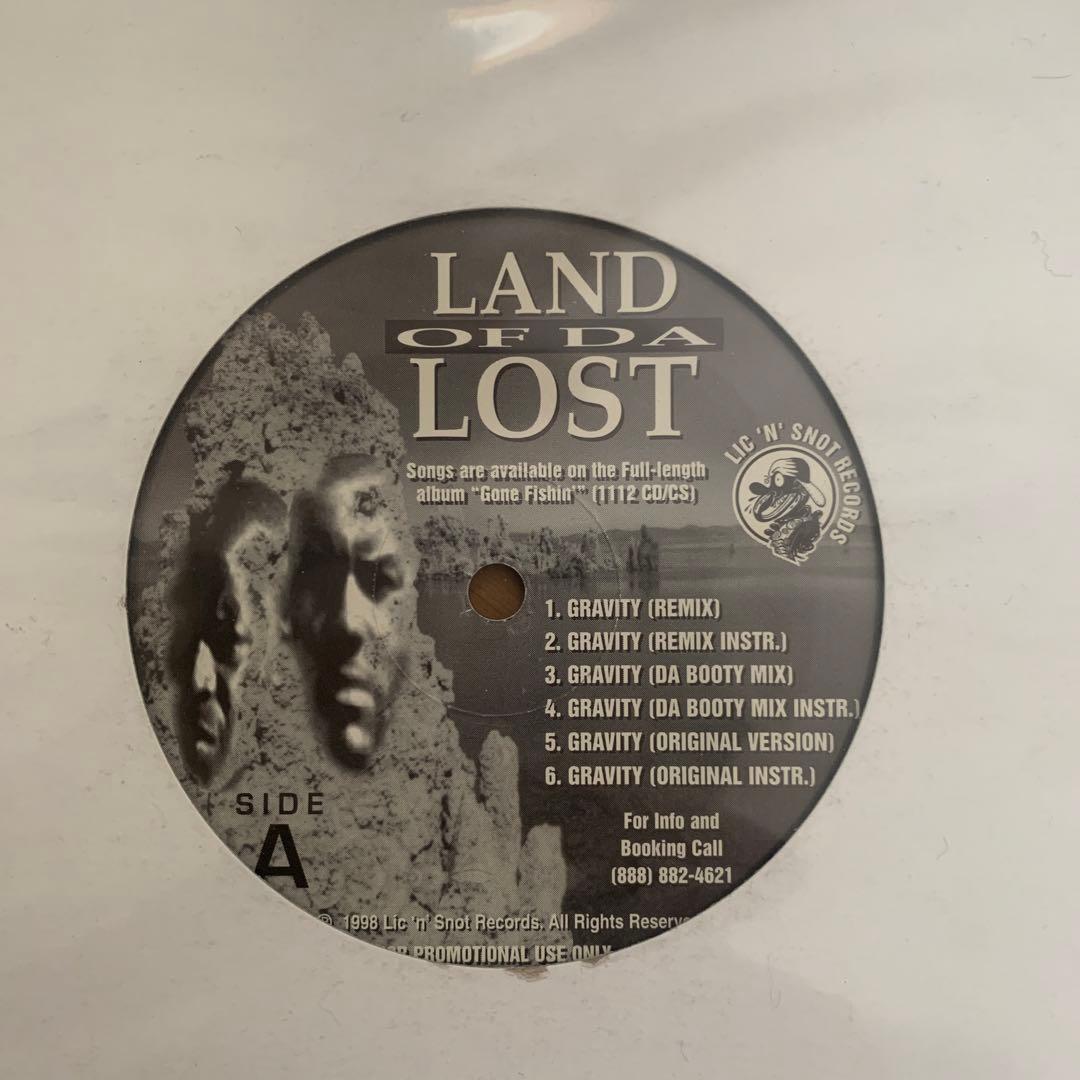 LAND
OF DA
LOST
Songs are available on the Full-length
album "Gone Fishin'" (1112 CD/CS)
LIC 'N' SNOT RECORDS
1. GRAVITY (REMIX)
2. GRAVITY (REMIX INSTR.)
3. GRAVITY (DA BOOTY MIX)
4. GRAVITY (DA BOOTY MIX INSTR.)
5. GRAVITY (ORIGINAL VERSION)
6. GRAVITY (ORIGINAL INSTR.)
SIDE
A
For Info and
Booking Call
(888) 882-4621
℗ 1998 Lic 'n' Snot Records. All Rights Reserve
PROMOTIONAL USE ONLY